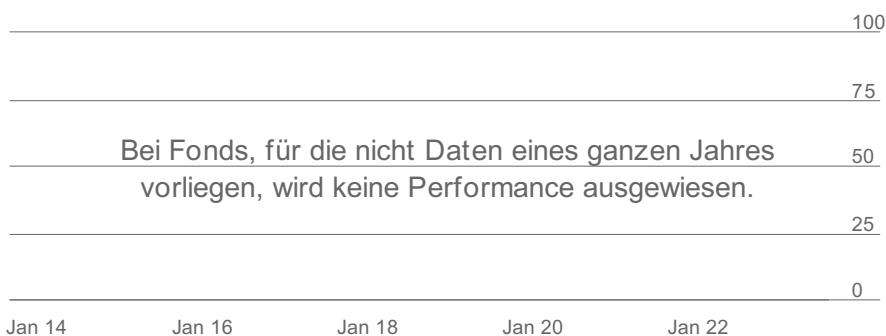 100
75
Bei Fonds, für die nicht Daten eines ganzen Jahres
50
vorliegen, wird keine Performance ausgewiesen.
25
0
Jan 14 Jan 16 Jan 18 Jan 20 Jan 22